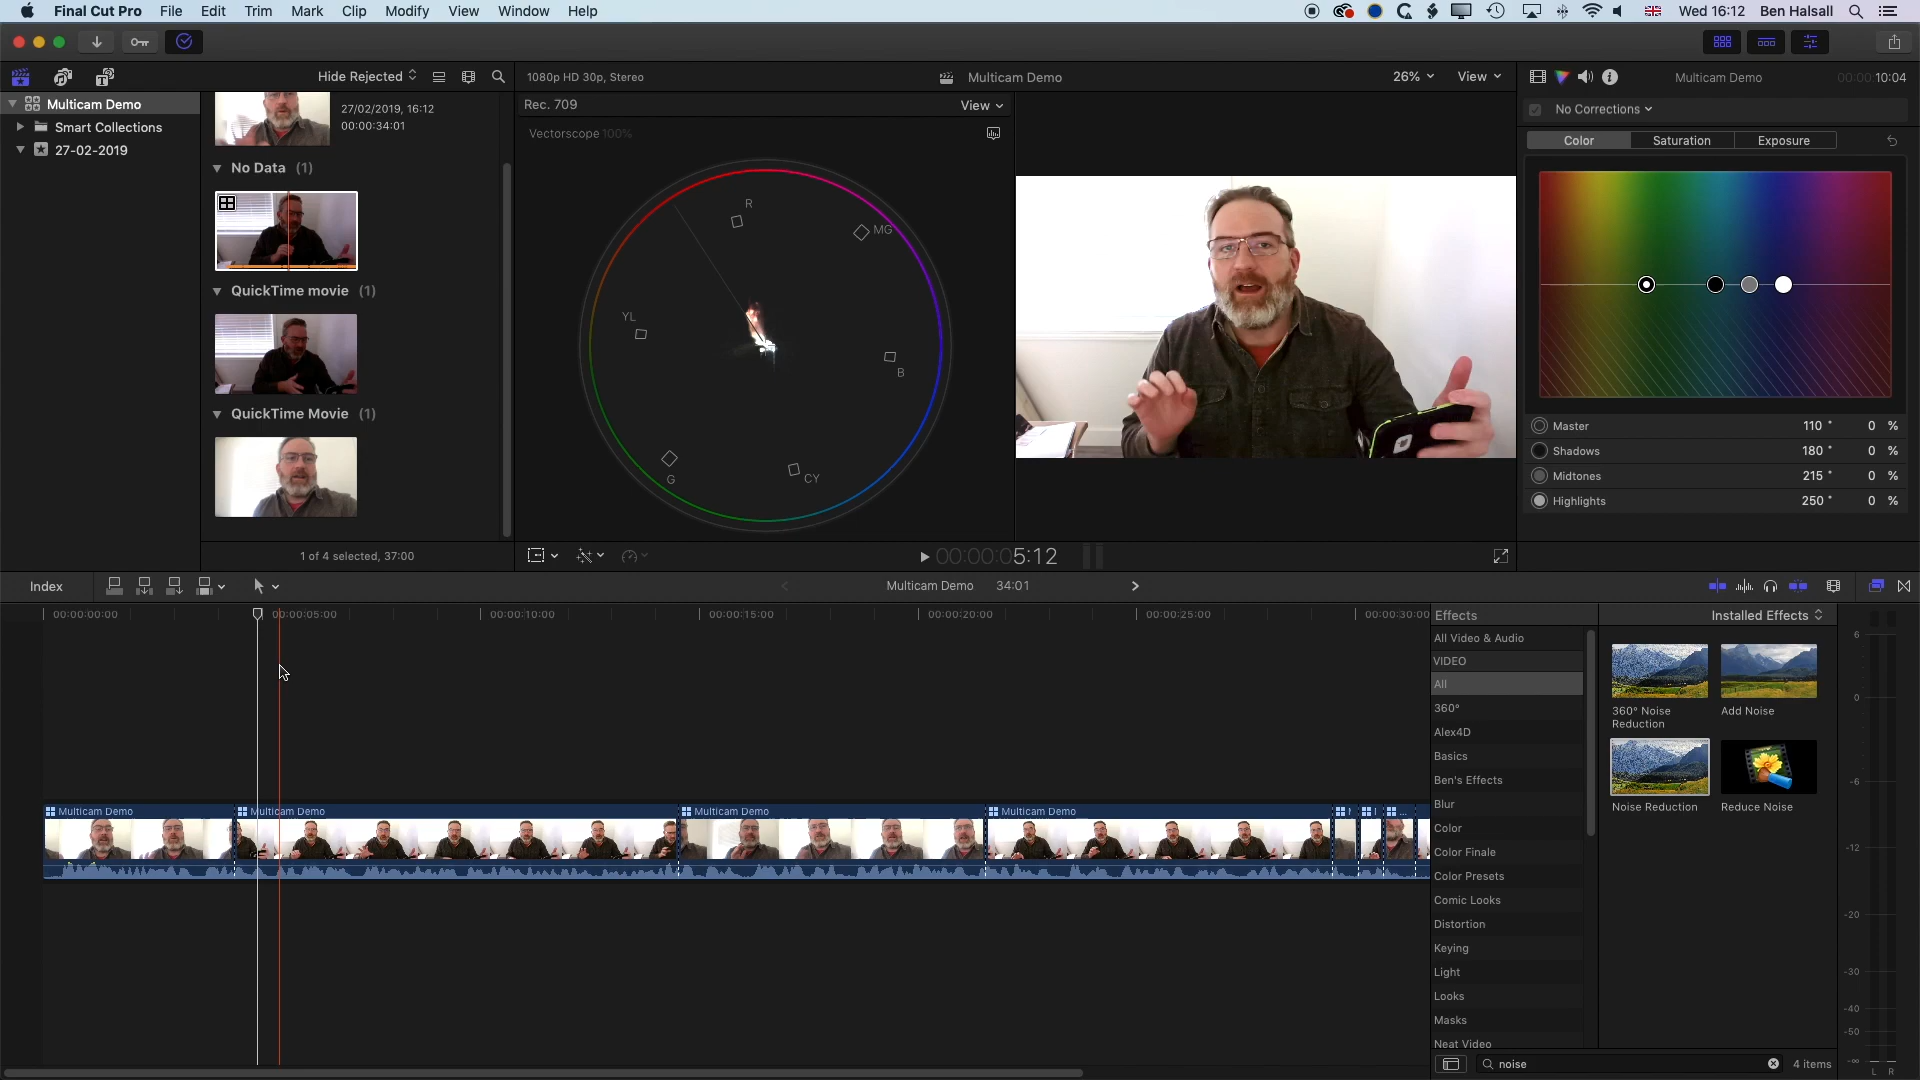 Final Cut Pro File Edit Trim Mark Clip Modify View Window Help
Wed 16:12 Ben Halsall
Hide Rejected
1080p HD 30p, Stereo
Multicam Demo
26%
View
Multicam Demo
00:00:10:04
Multicam Demo
Smart Collections
27-02-2019
27/02/2019, 16:12
00:00:34:01
No Data (1)
QuickTime movie (1)
QuickTime Movie (1)
1 of 4 selected, 37:00
Rec. 709
View
Vectorscope 100%
R
MG
YL
B
G
CY
00:00:05:12
No Corrections
Color Saturation Exposure
Master 110 ° 0 %
Shadows 180 ° 0 %
Midtones 215 ° 0 %
Highlights 250 ° 0 %
Index
Multicam Demo 34:01
00:00:00:00
00:00:05:00
00:00:10:00
00:00:15:00
00:00:20:00
00:00:25:00
00:00:30:00
Multicam Demo
Multicam Demo
Multicam Demo
Multicam Demo
Effects
Installed Effects
All Video & Audio
VIDEO
All
360°
Alex4D
Basics
Ben's Effects
Blur
Color
Color Finale
Color Presets
Comic Looks
Distortion
Keying
Light
Looks
Masks
Neat Video
360° Noise
Reduction
Add Noise
Noise Reduction
Reduce Noise
noise
4 items
6
0
-6
-12
-20
-30
-40
-50
-∞
L R